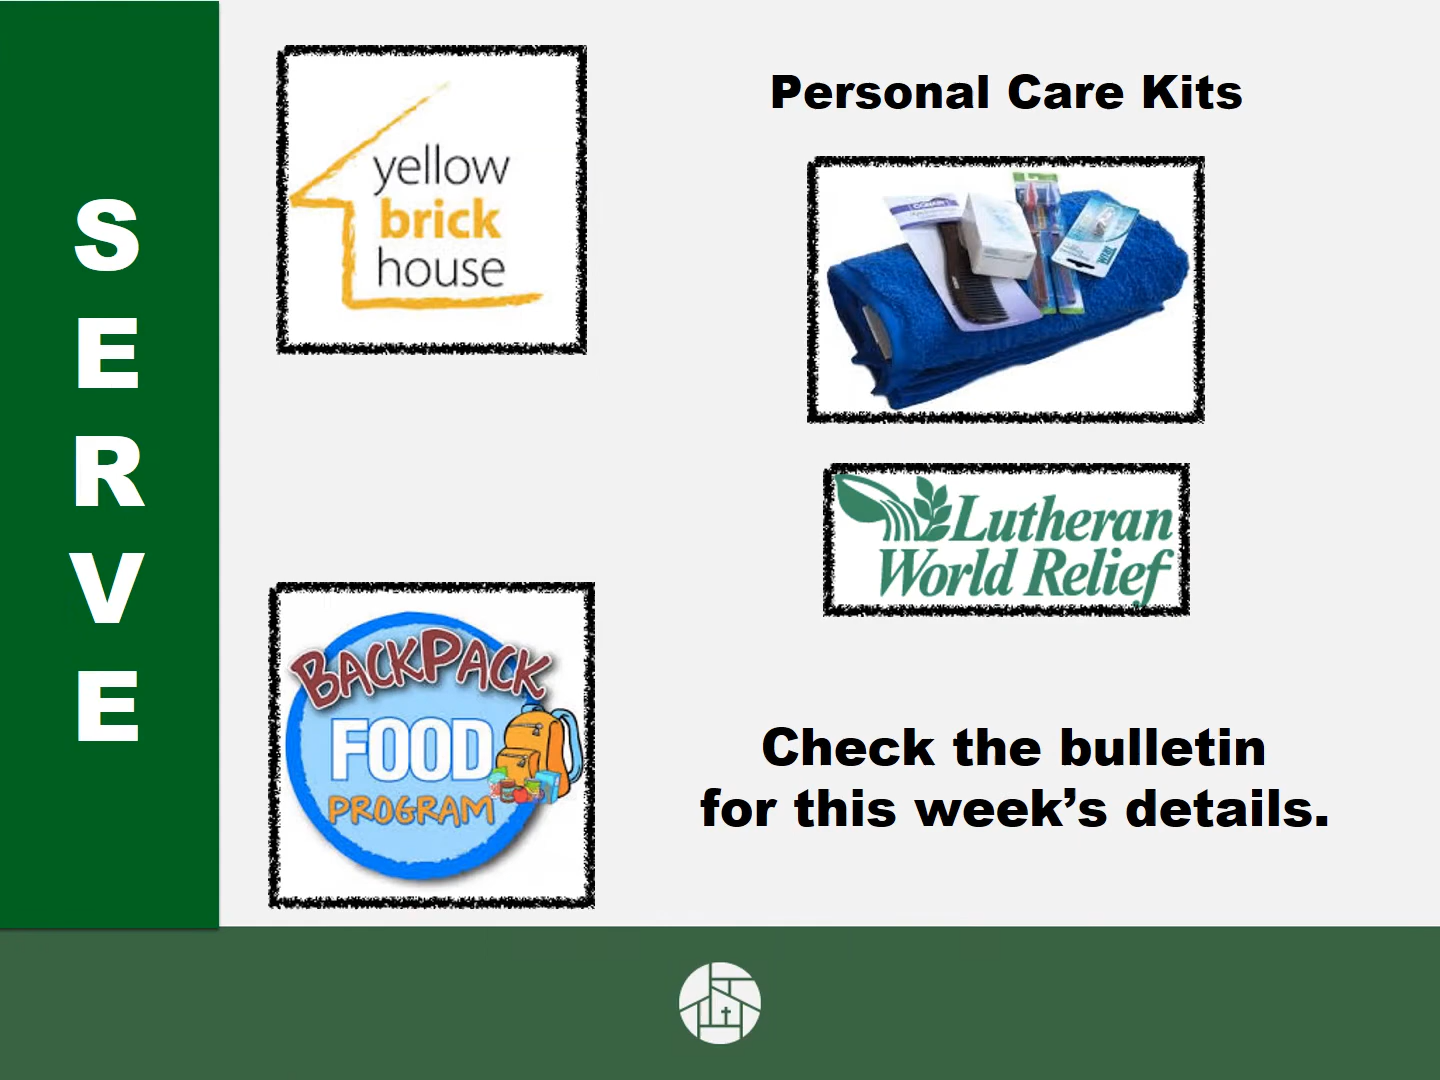 SERVE
yellow
brick
house
Personal Care Kits
CONAIR
Lutheran
World Relief
BACKPACK
FOOD
PROGRAM
Check the bulletin
for this week’s details.